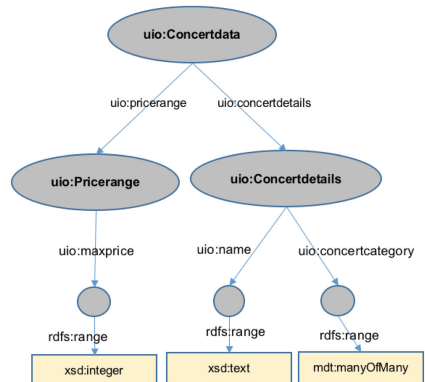 uio:Concertdata
uio:pricerange
uio:concertdetails
uio:Pricerange
uio:Concertdetails
uio:maxprice
uio:name
uio:concertcategory
rdfs:range
rdfs:range
rdfs:range
xsd:integer
xsd:text
mdt:manyOfMany